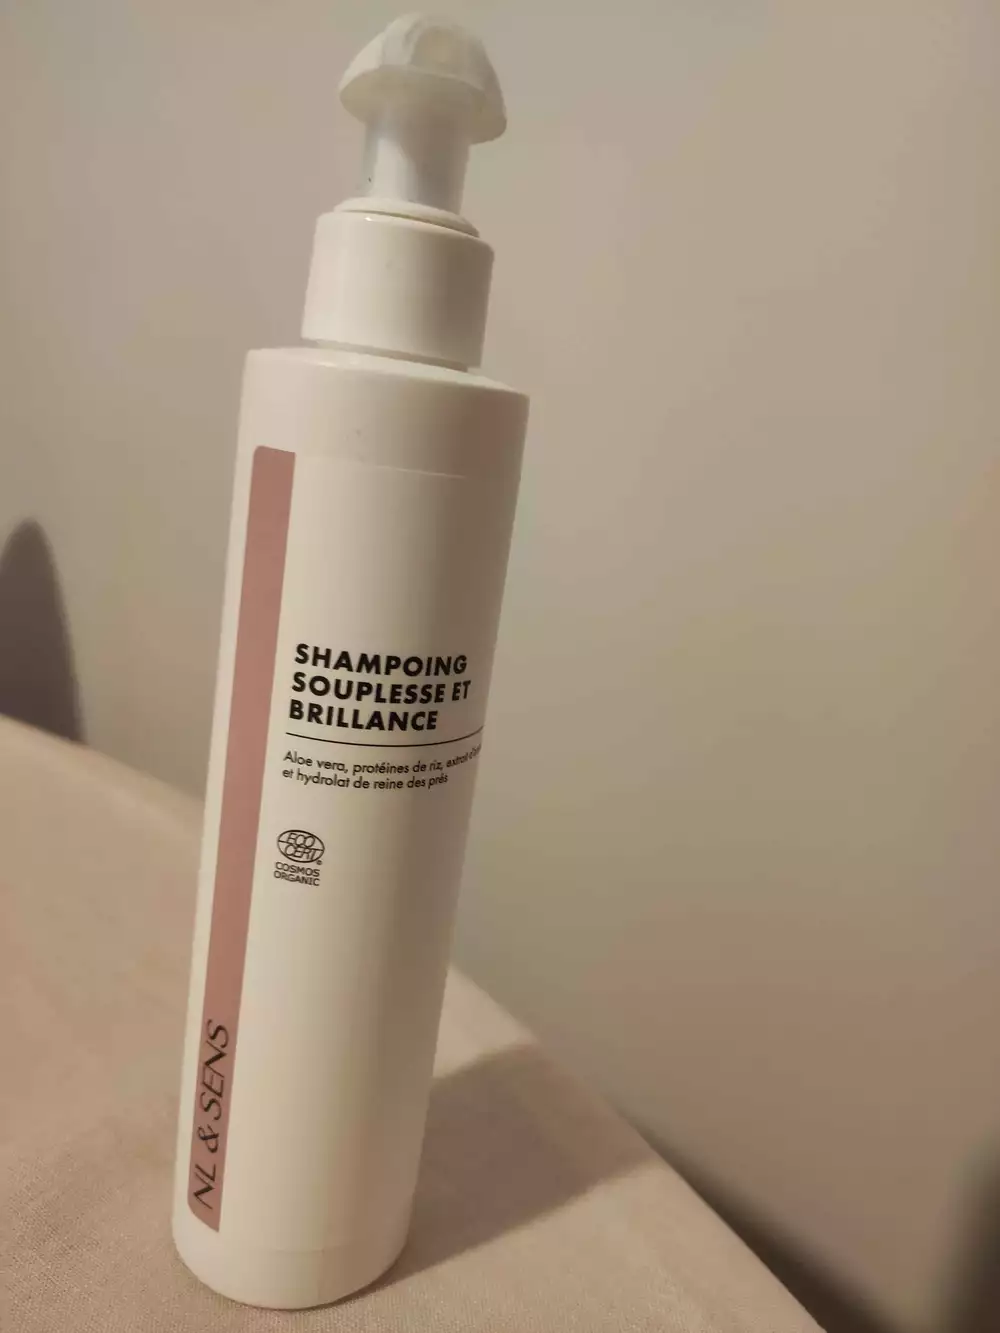 SHAMPOING
SOUPLESSE ET
BRILLANCE
Aloe vera, protéines de riz, extrait
et hydrolat de reine des prés
ECO
CERT
COSMOS
ORGANIC
NL & SENS